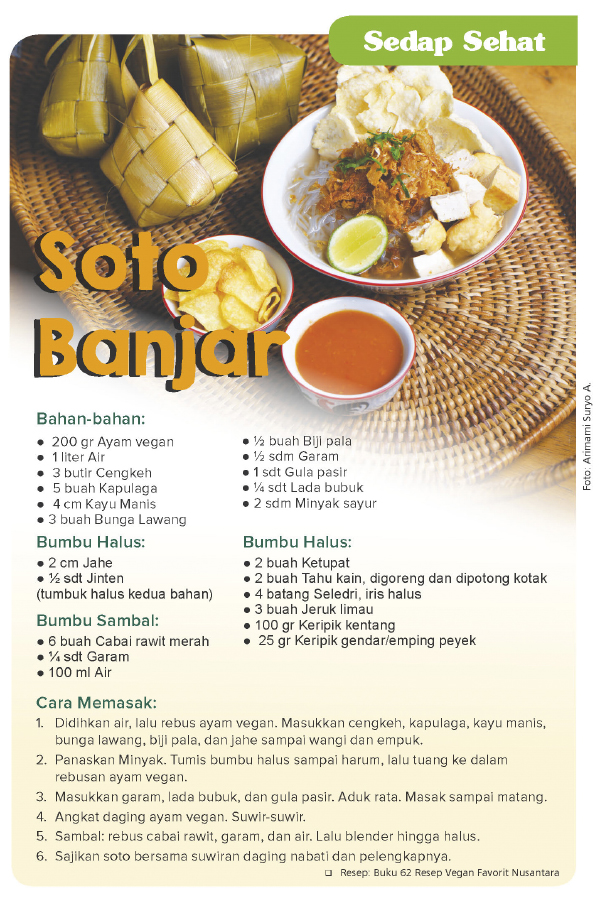 Sedap Sehat
Soto
Banjar
Foto: Arimami Suryo A.
Bahan-bahan:
● 200 gr Ayam vegan
● 1 liter Air
● 3 butir Cengkeh
● 5 buah Kapulaga
● 4 cm Kayu Manis
● 3 buah Bunga Lawang
● ½ buah Biji pala
● ½ sdm Garam
● 1 sdt Gula pasir
● ¼ sdt Lada bubuk
● 2 sdm Minyak sayur
Bumbu Halus:
● 2 cm Jahe
● ½ sdt Jinten
(tumbuk halus kedua bahan)
Bumbu Sambal:
● 6 buah Cabai rawit merah
● ¼ sdt Garam
● 100 ml Air
Bumbu Halus:
● 2 buah Ketupat
● 2 buah Tahu kain, digoreng dan dipotong kotak
● 4 batang Seledri, iris halus
● 3 buah Jeruk limau
● 100 gr Keripik kentang
● 25 gr Keripik gendar/emping peyek
Cara Memasak:
1. Didihkan air, lalu rebus ayam vegan. Masukkan cengkeh, kapulaga, kayu manis,
bunga lawang, biji pala, dan jahe sampai wangi dan empuk.
2. Panaskan Minyak. Tumis bumbu halus sampai harum, lalu tuang ke dalam
rebusan ayam vegan.
3. Masukkan garam, lada bubuk, dan gula pasir. Aduk rata. Masak sampai matang.
4. Angkat daging ayam vegan. Suwir-suwir.
5. Sambal: rebus cabai rawit, garam, dan air. Lalu blender hingga halus.
6. Sajikan soto bersama suwiran daging nabati dan pelengkapnya.
❑ Resep: Buku 62 Resep Vegan Favorit Nusantara